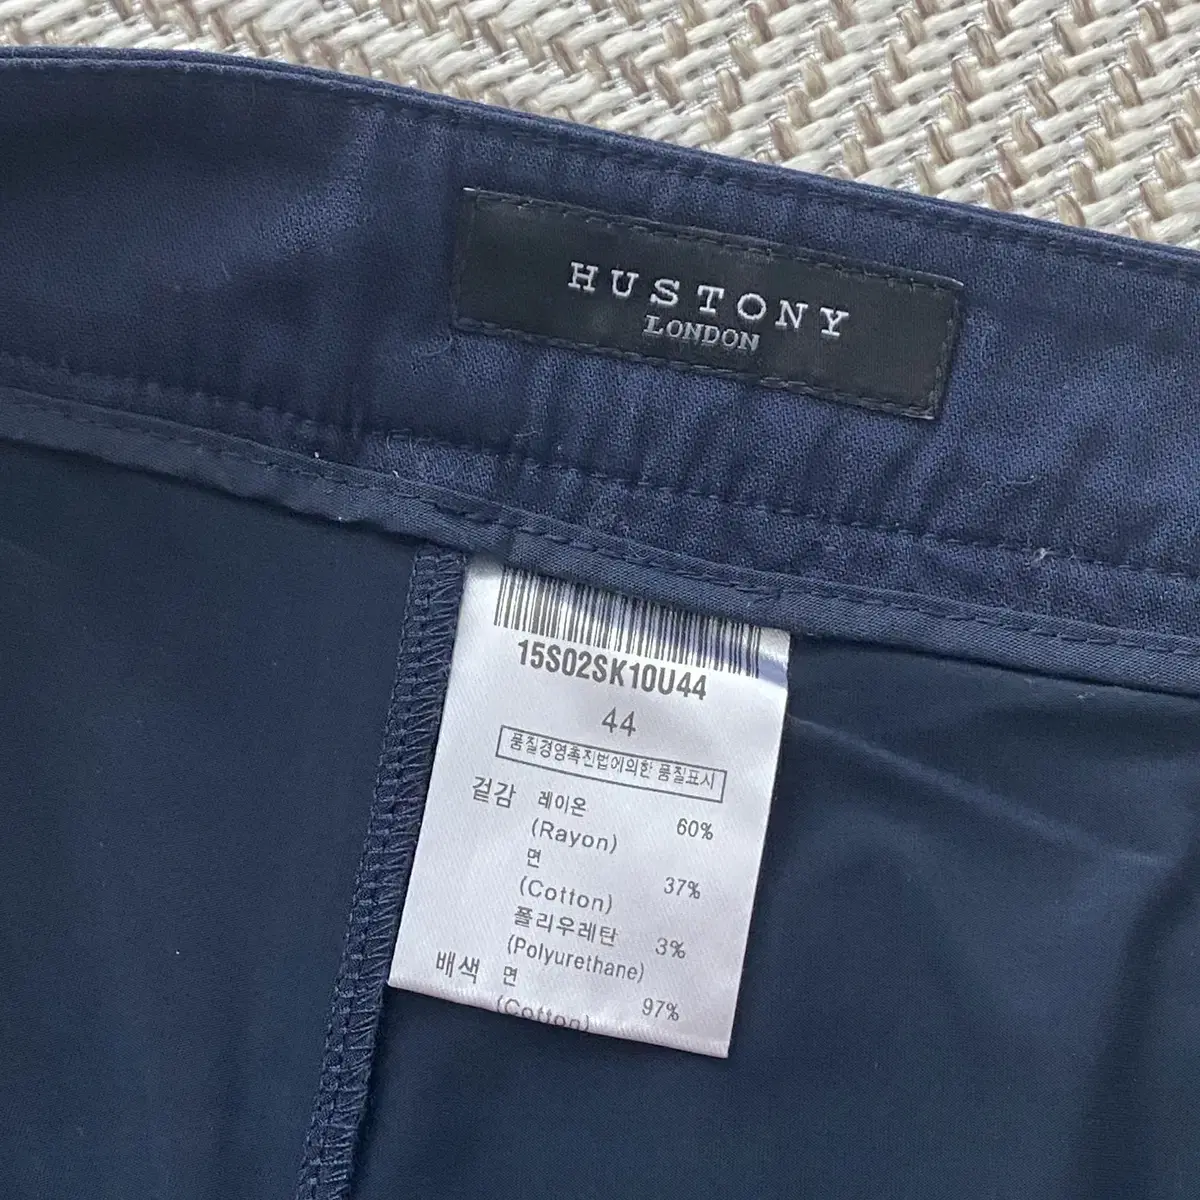 HUSTONY
LONDON
15S02SK10U44
44
품질경영촉진법에의한 품질표시
겉감 레이온 60%
(Rayon)
면 37%
(Cotton)
폴리우레탄 3%
(Polyurethane)
배색 면 97%
(Cotton)